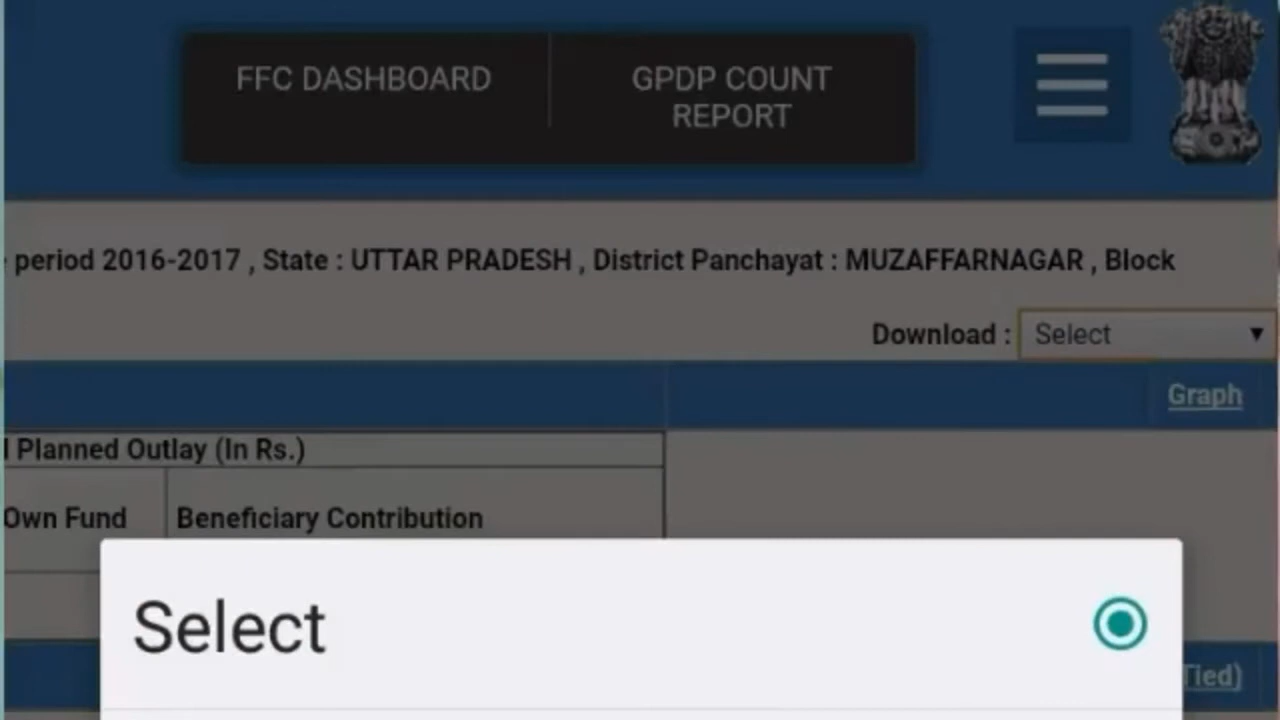 FFC DASHBOARD
GPDP COUNT
REPORT
period 2016-2017 , State : UTTAR PRADESH , District Panchayat : MUZAFFARNAGAR , Block
Download : Select
Graph
Planned Outlay (In Rs.)
Own Fund
Beneficiary Contribution
Select
Tied)